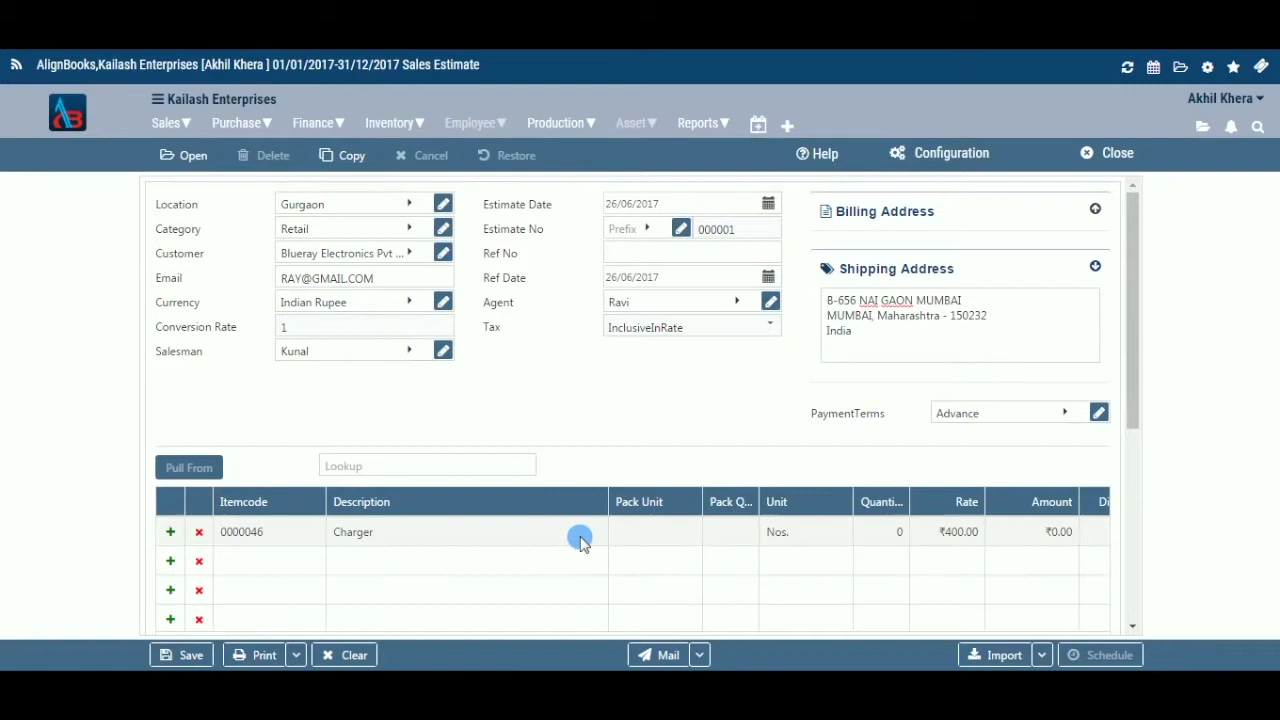 AlignBooks,Kailash Enterprises [Akhil Khera ] 01/01/2017-31/12/2017 Sales Estimate
Kailash Enterprises
Akhil Khera
Sales▼ Purchase▼ Finance▼ Inventory▼ Employee▼ Production▼ Asset▼ Reports▼
Open Delete Copy Cancel Restore Help Configuration Close
Location Gurgaon Estimate Date 26/06/2017 Billing Address
Category Retail Estimate No Prefix 000001
Customer Blueray Electronics Pvt ... Ref No
Shipping Address
Email RAY@GMAIL.COM Ref Date 26/06/2017
Currency Indian Rupee Agent Ravi B-656 NAI GAON MUMBAI
MUMBAI, Maharashtra - 150232
Conversion Rate 1 Tax InclusiveInRate India
Salesman Kunal
PaymentTerms Advance
Pull From Lookup
Itemcode Description Pack Unit Pack Q... Unit Quanti... Rate Amount Di
0000046 Charger Nos. 0 ₹400.00 ₹0.00
Save Print Clear Mail Import Schedule